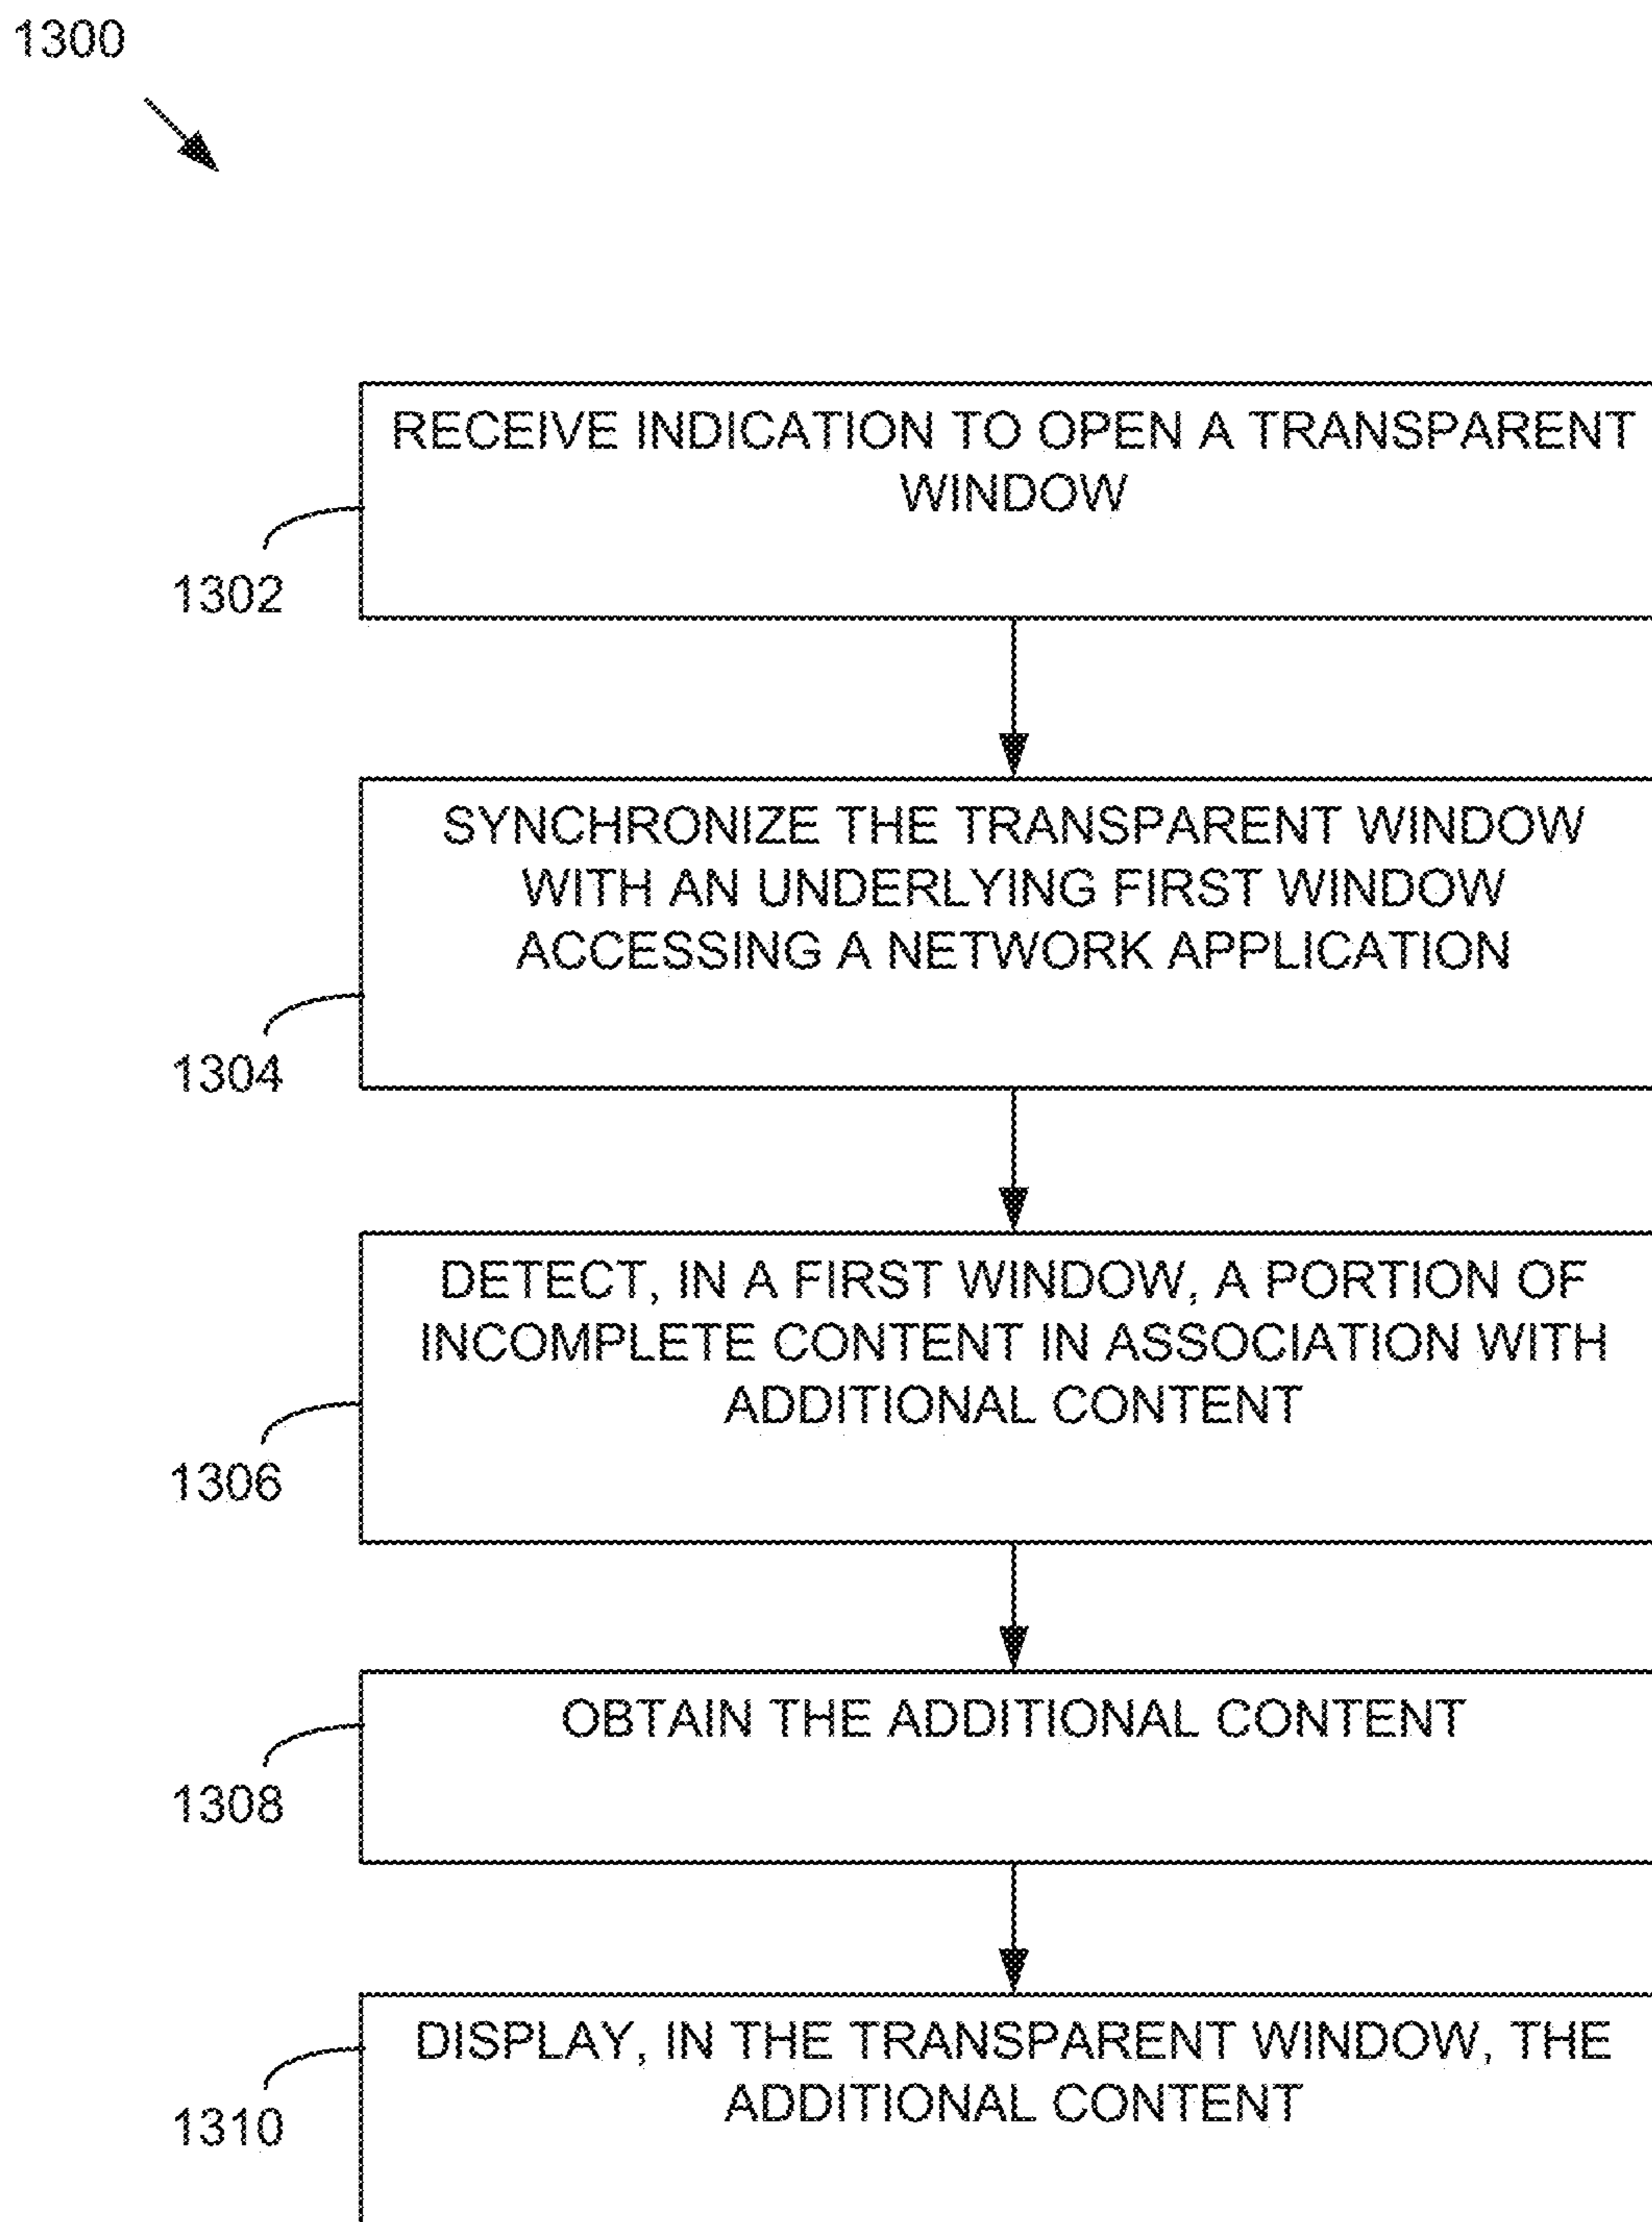 1300
RECEIVE INDICATION TO OPEN A TRANSPARENT
WINDOW
1302
SYNCHRONIZE THE TRANSPARENT WINDOW
WITH AN UNDERLYING FIRST WINDOW
ACCESSING A NETWORK APPLICATION
1304
DETECT, IN A FIRST WINDOW, A PORTION OF
INCOMPLETE CONTENT IN ASSOCIATION WITH
ADDITIONAL CONTENT
1306
OBTAIN THE ADDITIONAL CONTENT
1308
DISPLAY, IN THE TRANSPARENT WINDOW, THE
ADDITIONAL CONTENT
1310